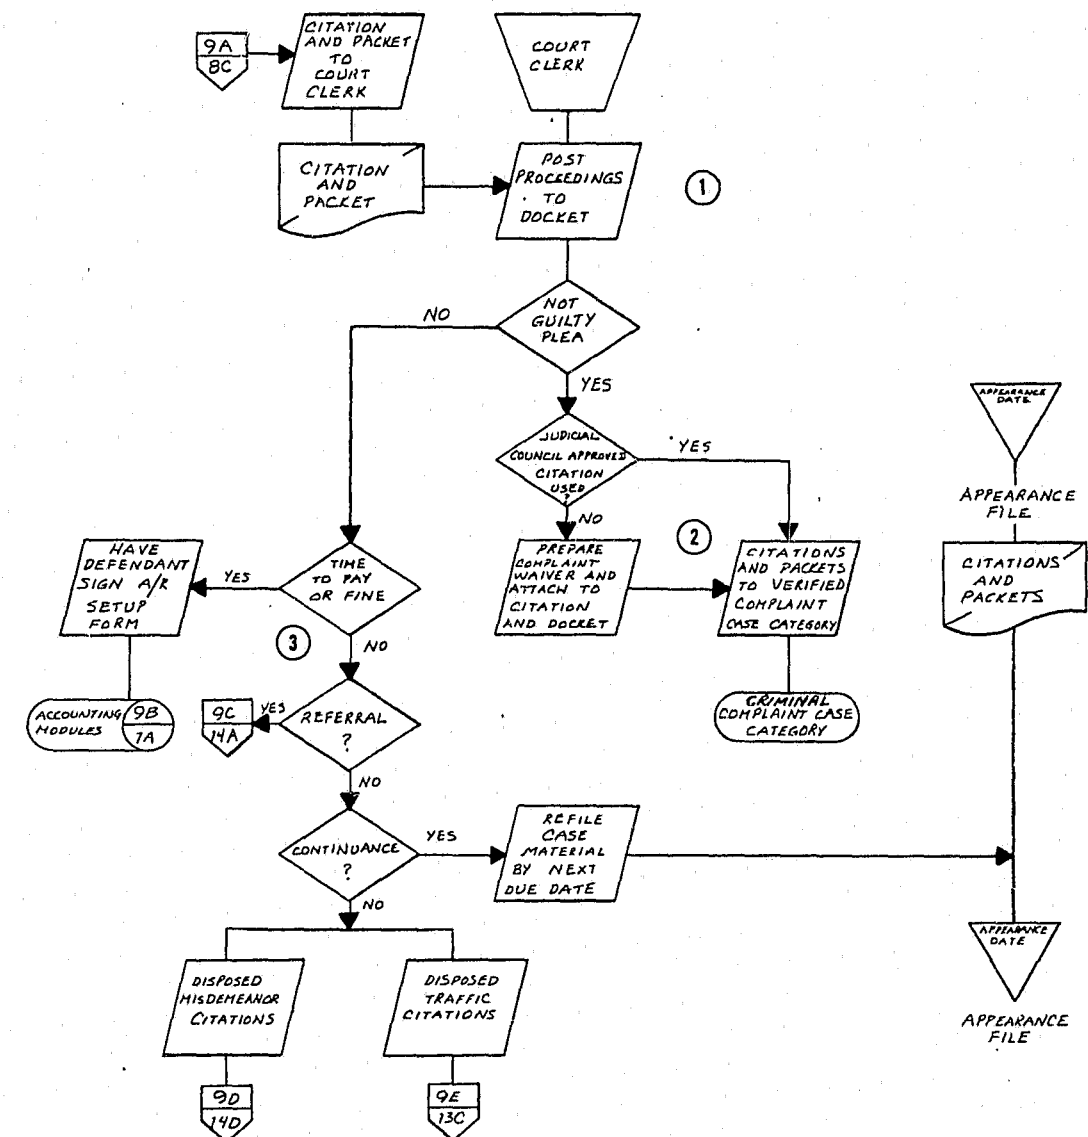 9A
8C
CITATION
AND PACKET
TO
COURT
CLERK
COURT
CLERK
CITATION
AND
PACKET
POST
PROCEEDINGS
TO
DOCKET
1
NOT
GUILTY
PLEA
NO
YES
JUDICIAL
COUNCIL APPROVED
CITATION
USED
?
YES
NO
APPEARANCE
DATE
APPEARANCE
FILE
CITATIONS
AND
PACKETS
HAVE
DEFENDANT
SIGN A/R
SETUP
FORM
YES
TIME
TO PAY
OR FINE
PREPARE
COMPLAINT
WAIVER AND
ATTACH TO
CITATION
AND DOCKET
2
CITATIONS
AND PACKETS
TO VERIFIED
COMPLAINT
CASE CATEGORY
3
NO
ACCOUNTING
MODULES
9B
7A
9C
14A
YES
REFERRAL
?
CRIMINAL
COMPLAINT CASE
CATEGORY
NO
CONTINUANCE
?
YES
REFILE
CASE
MATERIAL
BY NEXT
DUE DATE
NO
APPEARANCE
DATE
APPEARANCE
FILE
DISPOSED
MISDEMEANOR
CITATIONS
DISPOSED
TRAFFIC
CITATIONS
9D
14D
9E
13C